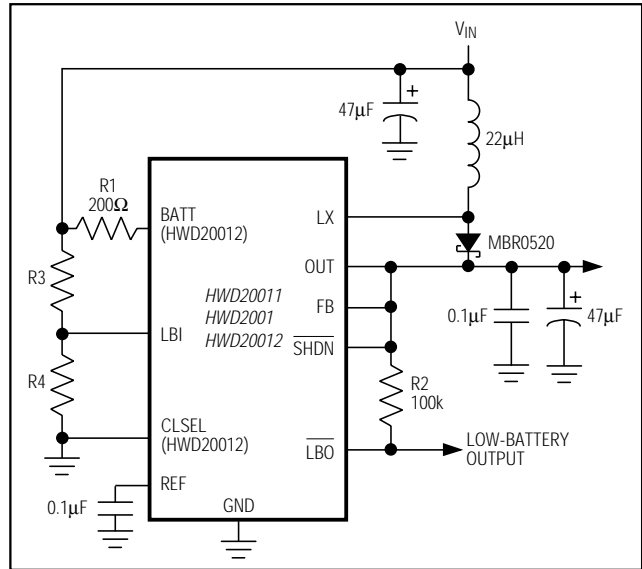 VIN
+
47µF
22µH
R1
200Ω
BATT
(HWD20012)
LX
MBR0520
OUT
R3
HWD20011
HWD2001
HWD20012
FB
+
0.1µF
47µF
LBI
SHDN
R4
R2
100k
CLSEL
(HWD20012)
LBO
LOW-BATTERY
OUTPUT
REF
0.1µF
GND